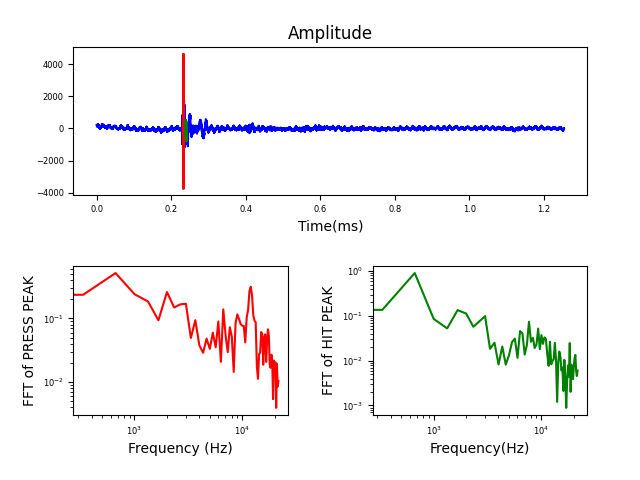 Amplitude
4000
2000
0
−2000
−4000
0.0 0.2 0.4 0.6 0.8 1.0 1.2
Time(ms)
FFT of PRESS PEAK
10⁻¹
10⁻²
10³ 10⁴
Frequency (Hz)
FFT of HIT PEAK
10⁰
10⁻¹
10⁻²
10⁻³
10³ 10⁴
Frequency(Hz)